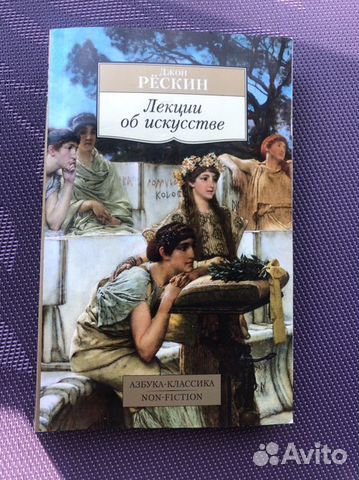 ДЖОН
РЁСКИН
Лекции
об искусстве
АЗБУКА-КЛАССИКА
NON-FICTION
Avito